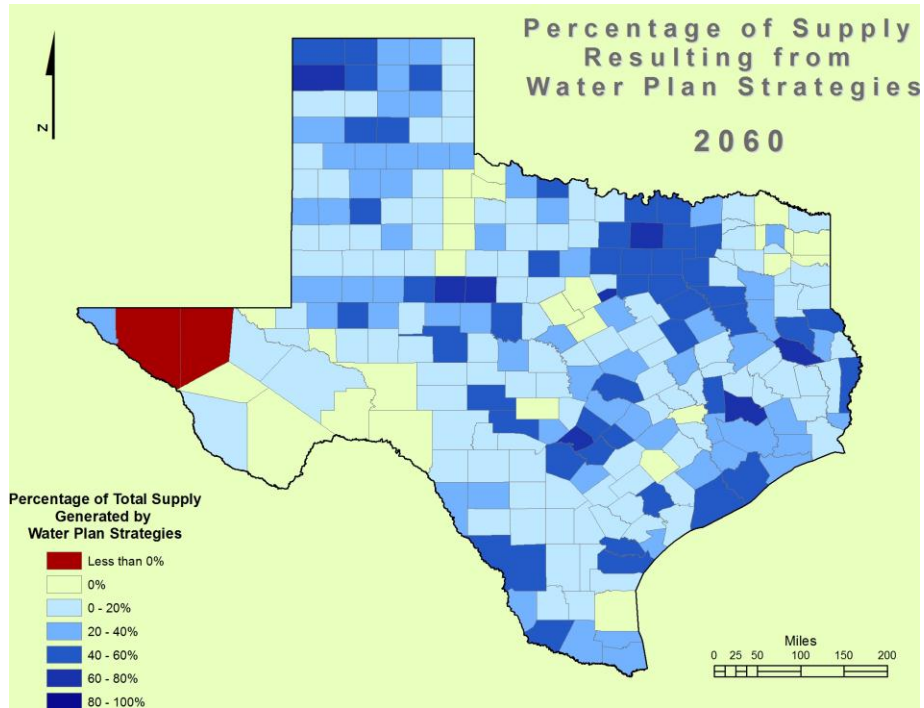 Percentage of Supply
Resulting from
Water Plan Strategies
2060
N
Percentage of Total Supply
Generated by
Water Plan Strategies
Less than 0%
0%
0 - 20%
20 - 40%
40 - 60%
60 - 80%
80 - 100%
Miles
0 25 50 100 150 200